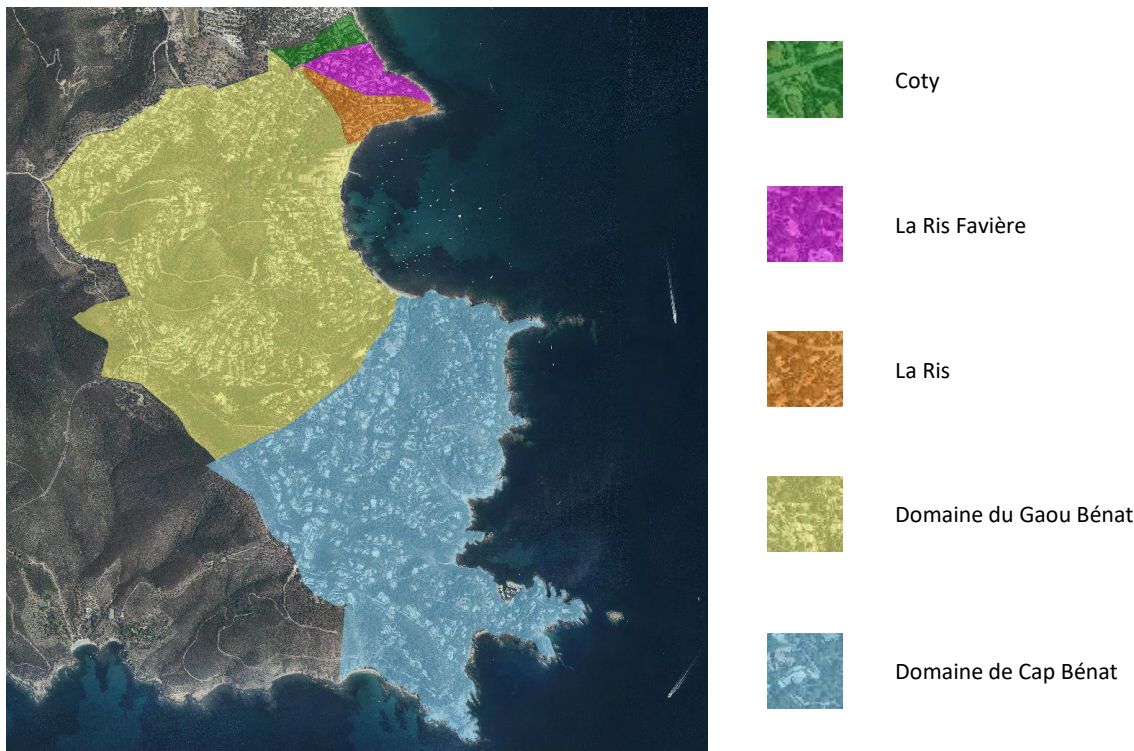 Coty
La Ris Favière
La Ris
Domaine du Gaou Bénat
Domaine de Cap Bénat